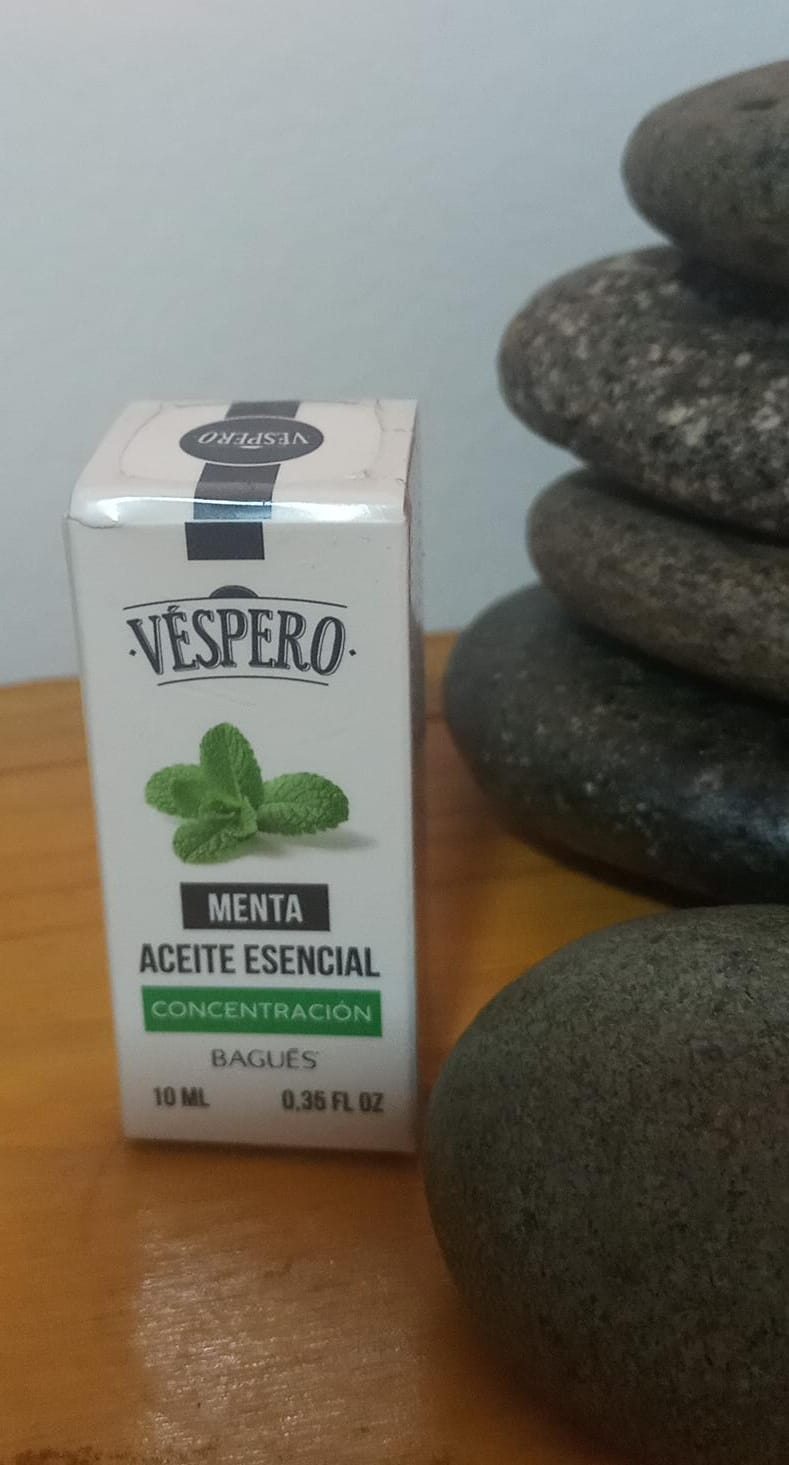 VÉSPERO
·VÉSPERO·
MENTA
ACEITE ESENCIAL
CONCENTRACIÓN
BAGUÉS
10 ML 0,35 FL OZ